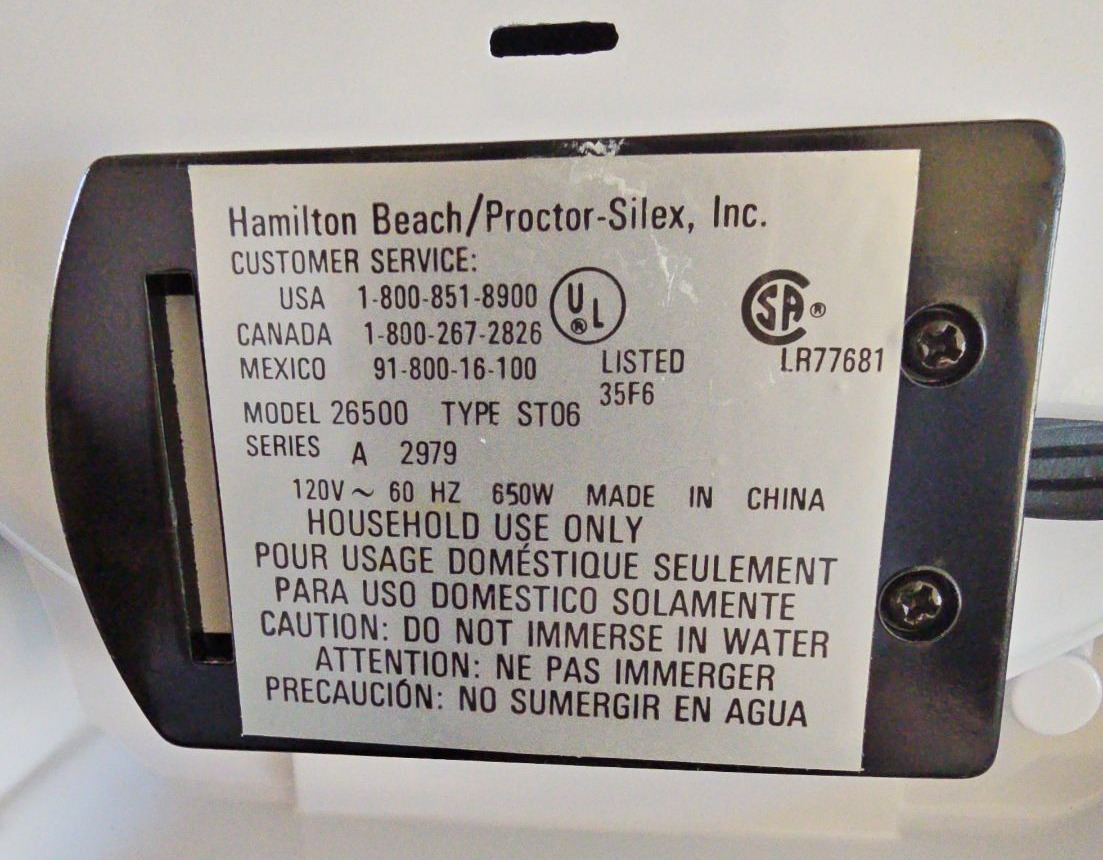 Hamilton Beach/Proctor-Silex, Inc.
CUSTOMER SERVICE:
USA 1-800-851-8900
CANADA 1-800-267-2826
MEXICO 91-800-16-100
UL ®
LISTED
35F6
SA ®
LR77681
MODEL 26500 TYPE ST06
SERIES A 2979
120V ~ 60 HZ 650W MADE IN CHINA
HOUSEHOLD USE ONLY
POUR USAGE DOMÉSTIQUE SEULEMENT
PARA USO DOMESTICO SOLAMENTE
CAUTION: DO NOT IMMERSE IN WATER
ATTENTION: NE PAS IMMERGER
PRECAUCIÓN: NO SUMERGIR EN AGUA